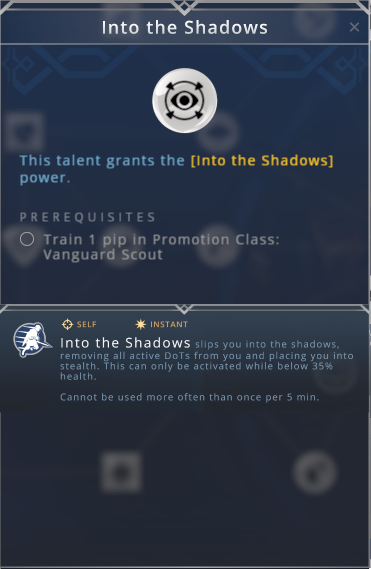 Into the Shadows
This talent grants the [Into the Shadows]
power.
PREREQUISITES
Train 1 pip in Promotion Class:
Vanguard Scout
SELF INSTANT
Into the Shadows slips you into the shadows,
removing all active DoTs from you and placing you into
stealth. This can only be activated while below 35%
health.
Cannot be used more often than once per 5 min.